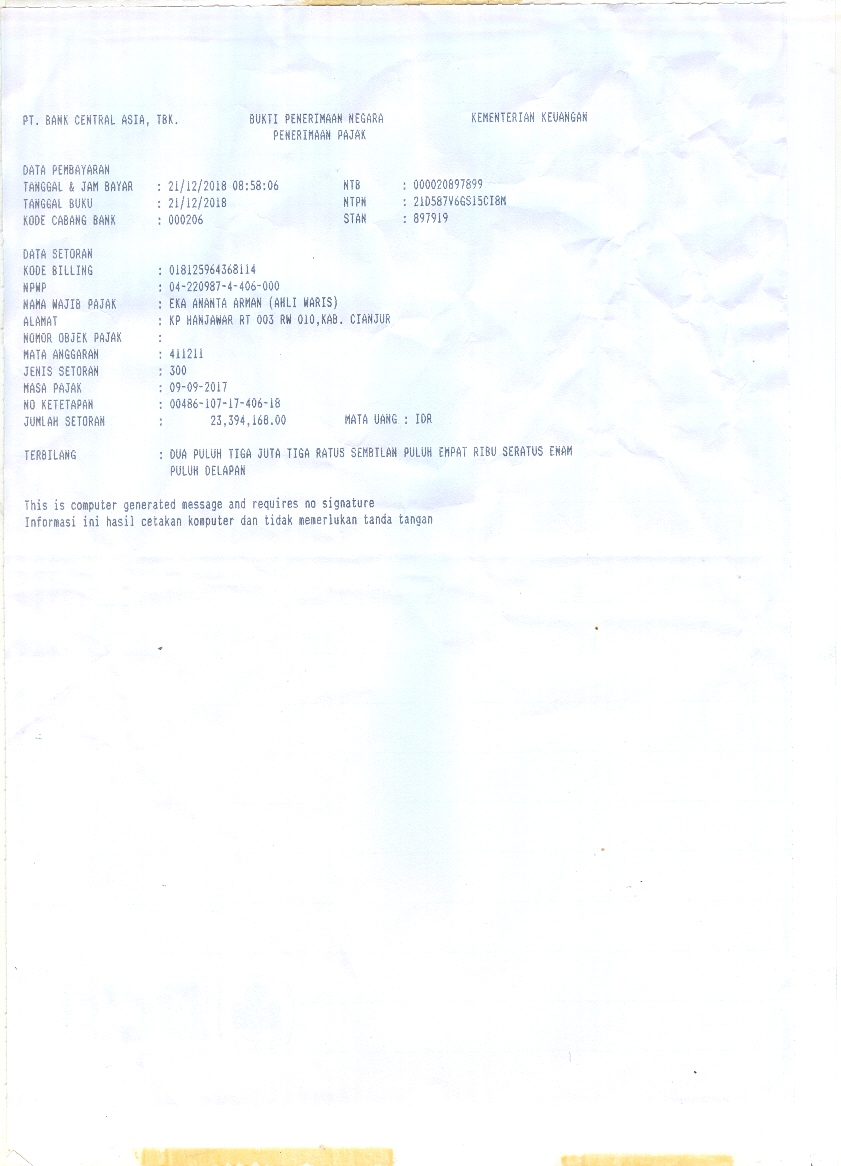 PT. BANK CENTRAL ASIA, TBK. BUKTI PENERIMAAN NEGARA KEMENTERIAN KEUANGAN
PENERIMAAN PAJAK
DATA PEMBAYARAN
TANGGAL & JAM BAYAR : 21/12/2018 08:58:06 NTB : 000020897899
TANGGAL BUKU : 21/12/2018 NTPN : 21D587V6GS15CI8M
KODE CABANG BANK : 000206 STAN : 897919
DATA SETORAN
KODE BILLING : 018125964368114
NPWP : 04-220987-4-406-000
NAMA WAJIB PAJAK : EKA ANANTA ARMAN (AHLI WARIS)
ALAMAT : KP HANJAWAR RT 003 RW 010,KAB. CIANJUR
NOMOR OBJEK PAJAK :
MATA ANGGARAN : 411211
JENIS SETORAN : 300
MASA PAJAK : 09-09-2017
NO KETETAPAN : 00486-107-17-406-18
JUMLAH SETORAN : 23,394,168.00 MATA UANG : IDR
TERBILANG : DUA PULUH TIGA JUTA TIGA RATUS SEMBILAN PULUH EMPAT RIBU SERATUS ENAM
PULUH DELAPAN
This is computer generated message and requires no signature
Informasi ini hasil cetakan komputer dan tidak memerlukan tanda tangan